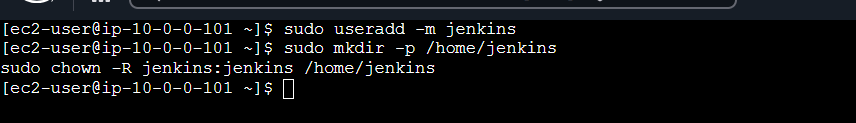 [ec2-user@ip-10-0-0-101 ~]$ sudo useradd -m jenkins
[ec2-user@ip-10-0-0-101 ~]$ sudo mkdir -p /home/jenkins
sudo chown -R jenkins:jenkins /home/jenkins
[ec2-user@ip-10-0-0-101 ~]$